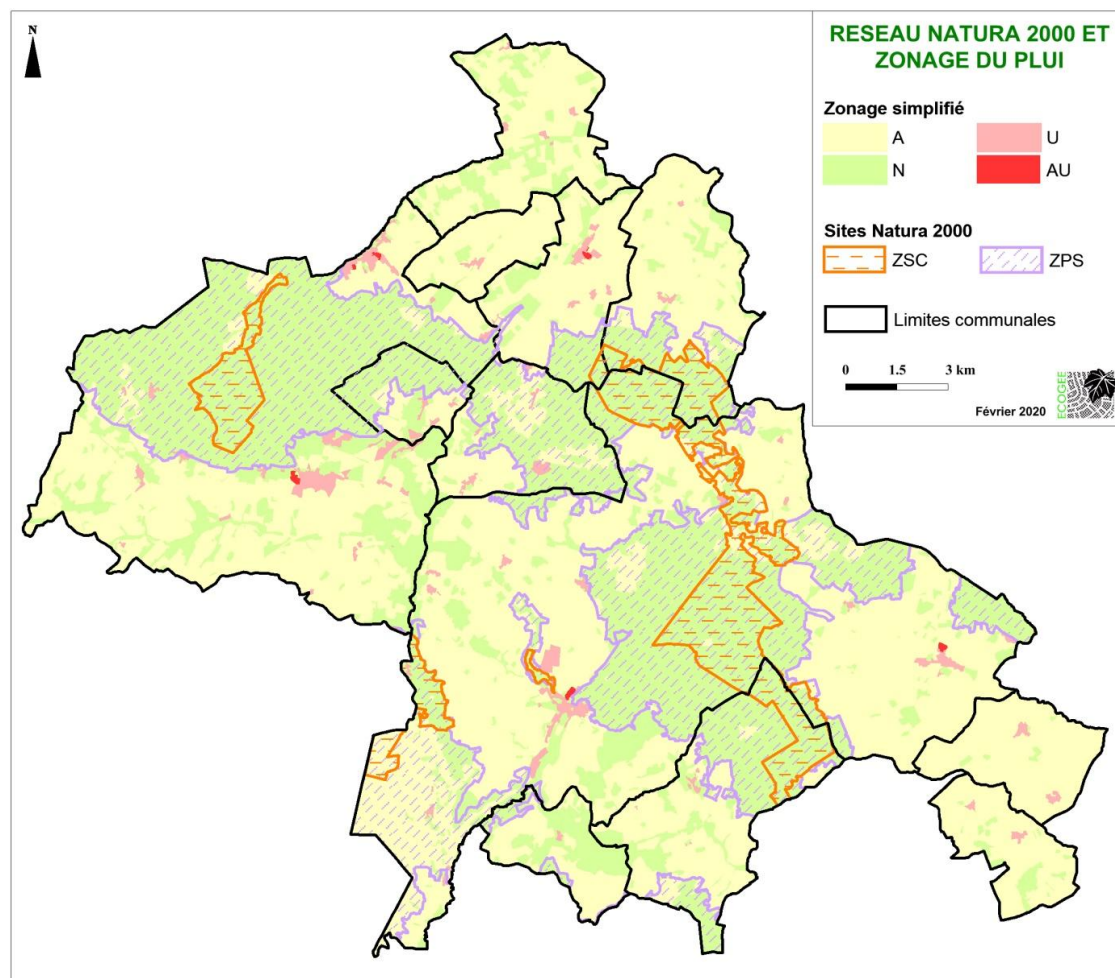 N
RESEAU NATURA 2000 ET
ZONAGE DU PLUI
Zonage simplifié
A
U
N
AU
Sites Natura 2000
ZSC
ZPS
Limites communales
0 1.5 3 km
Février 2020
ECOGEE